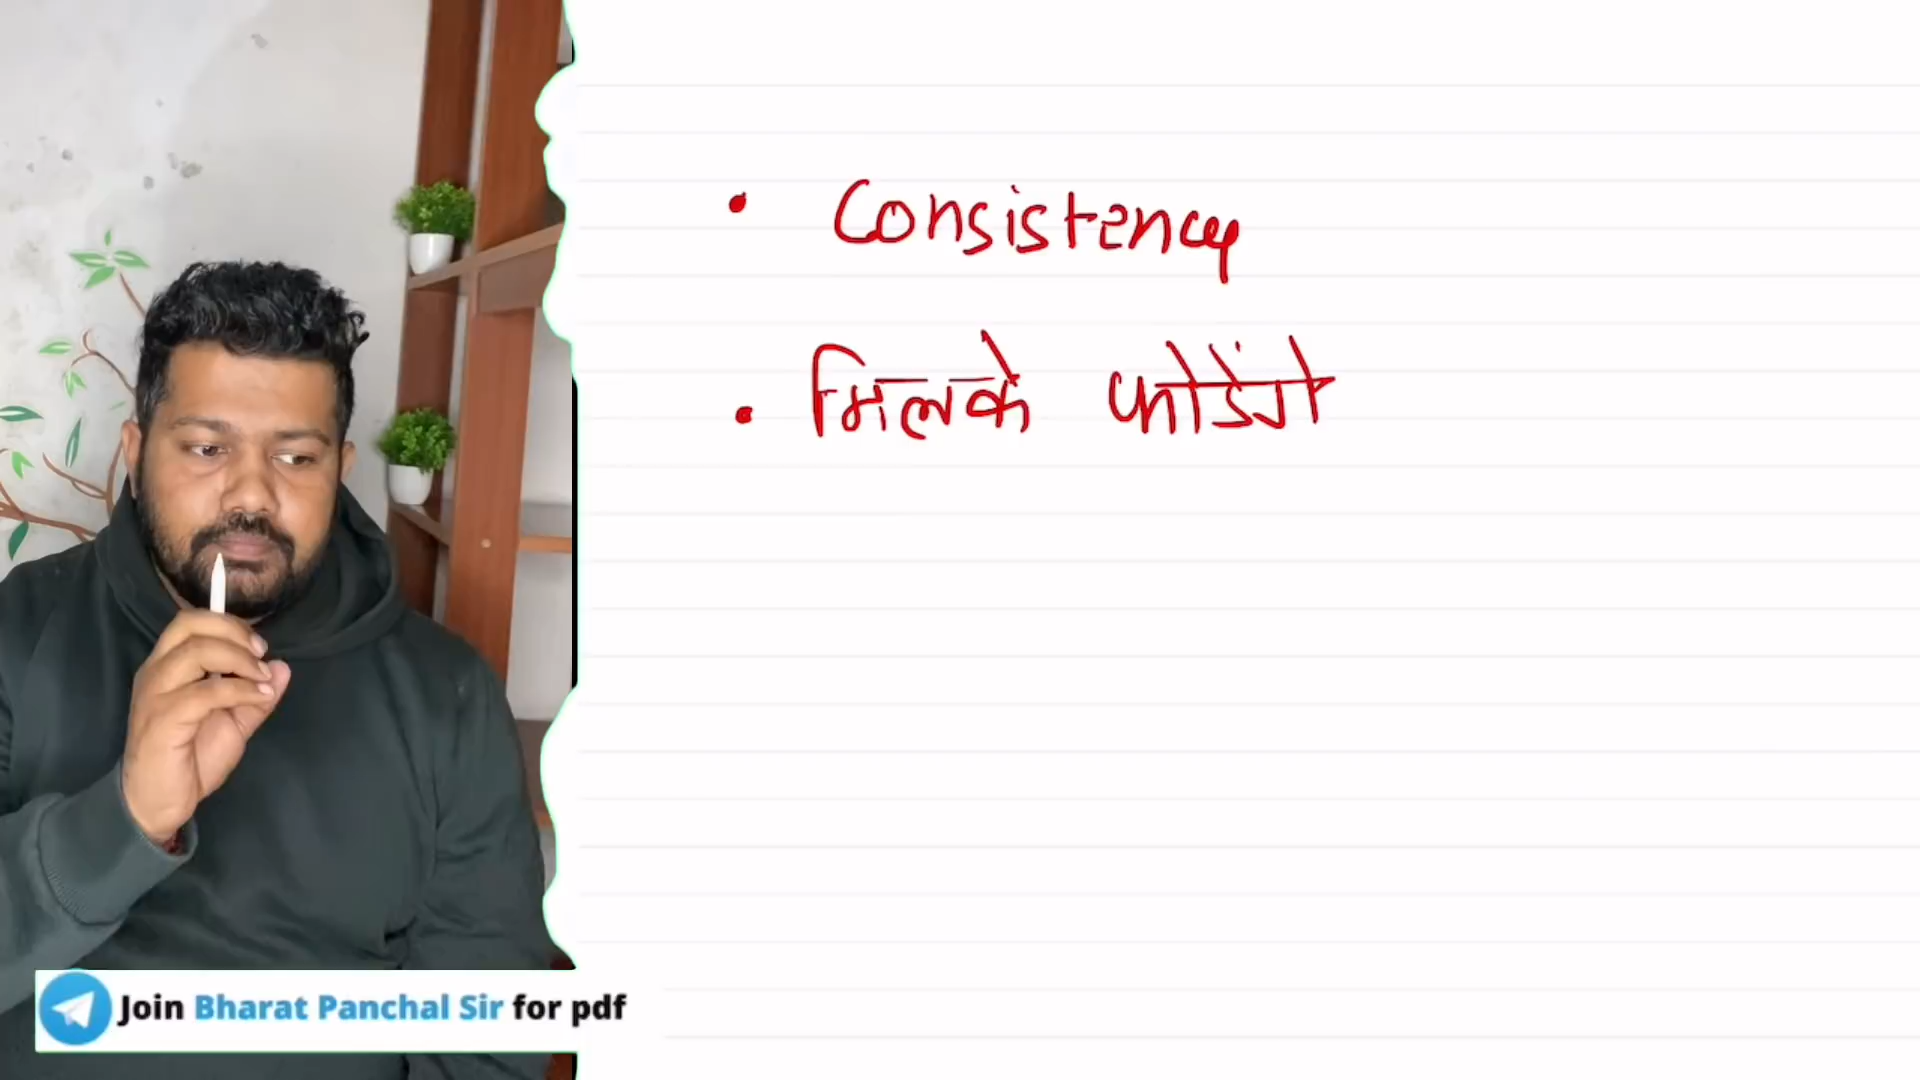 • Consistency
• मिलके फोडेंगे
Join Bharat Panchal Sir for pdf